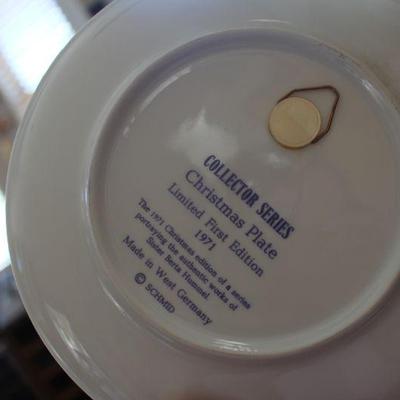 COLLECTOR SERIES
Christmas Plate
Limited First Edition
1971
The 1971 Christmas edition of a series
portraying the authentic works of
Sister Berta Hummel.
Made in West Germany
© SCHMID